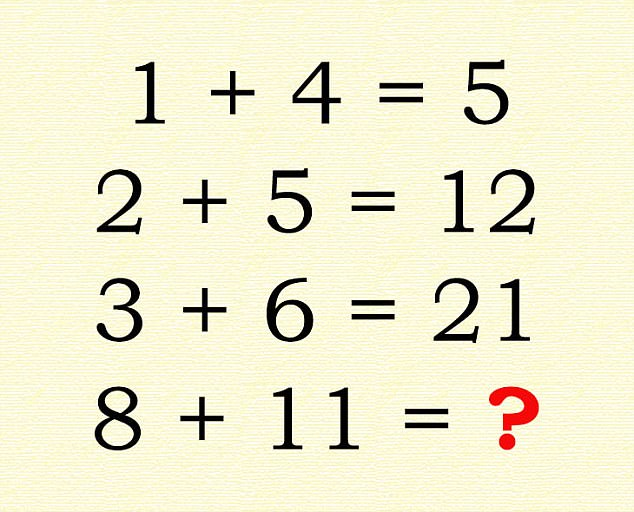 1 + 4 = 5
2 + 5 = 12
3 + 6 = 21
8 + 11 = ?